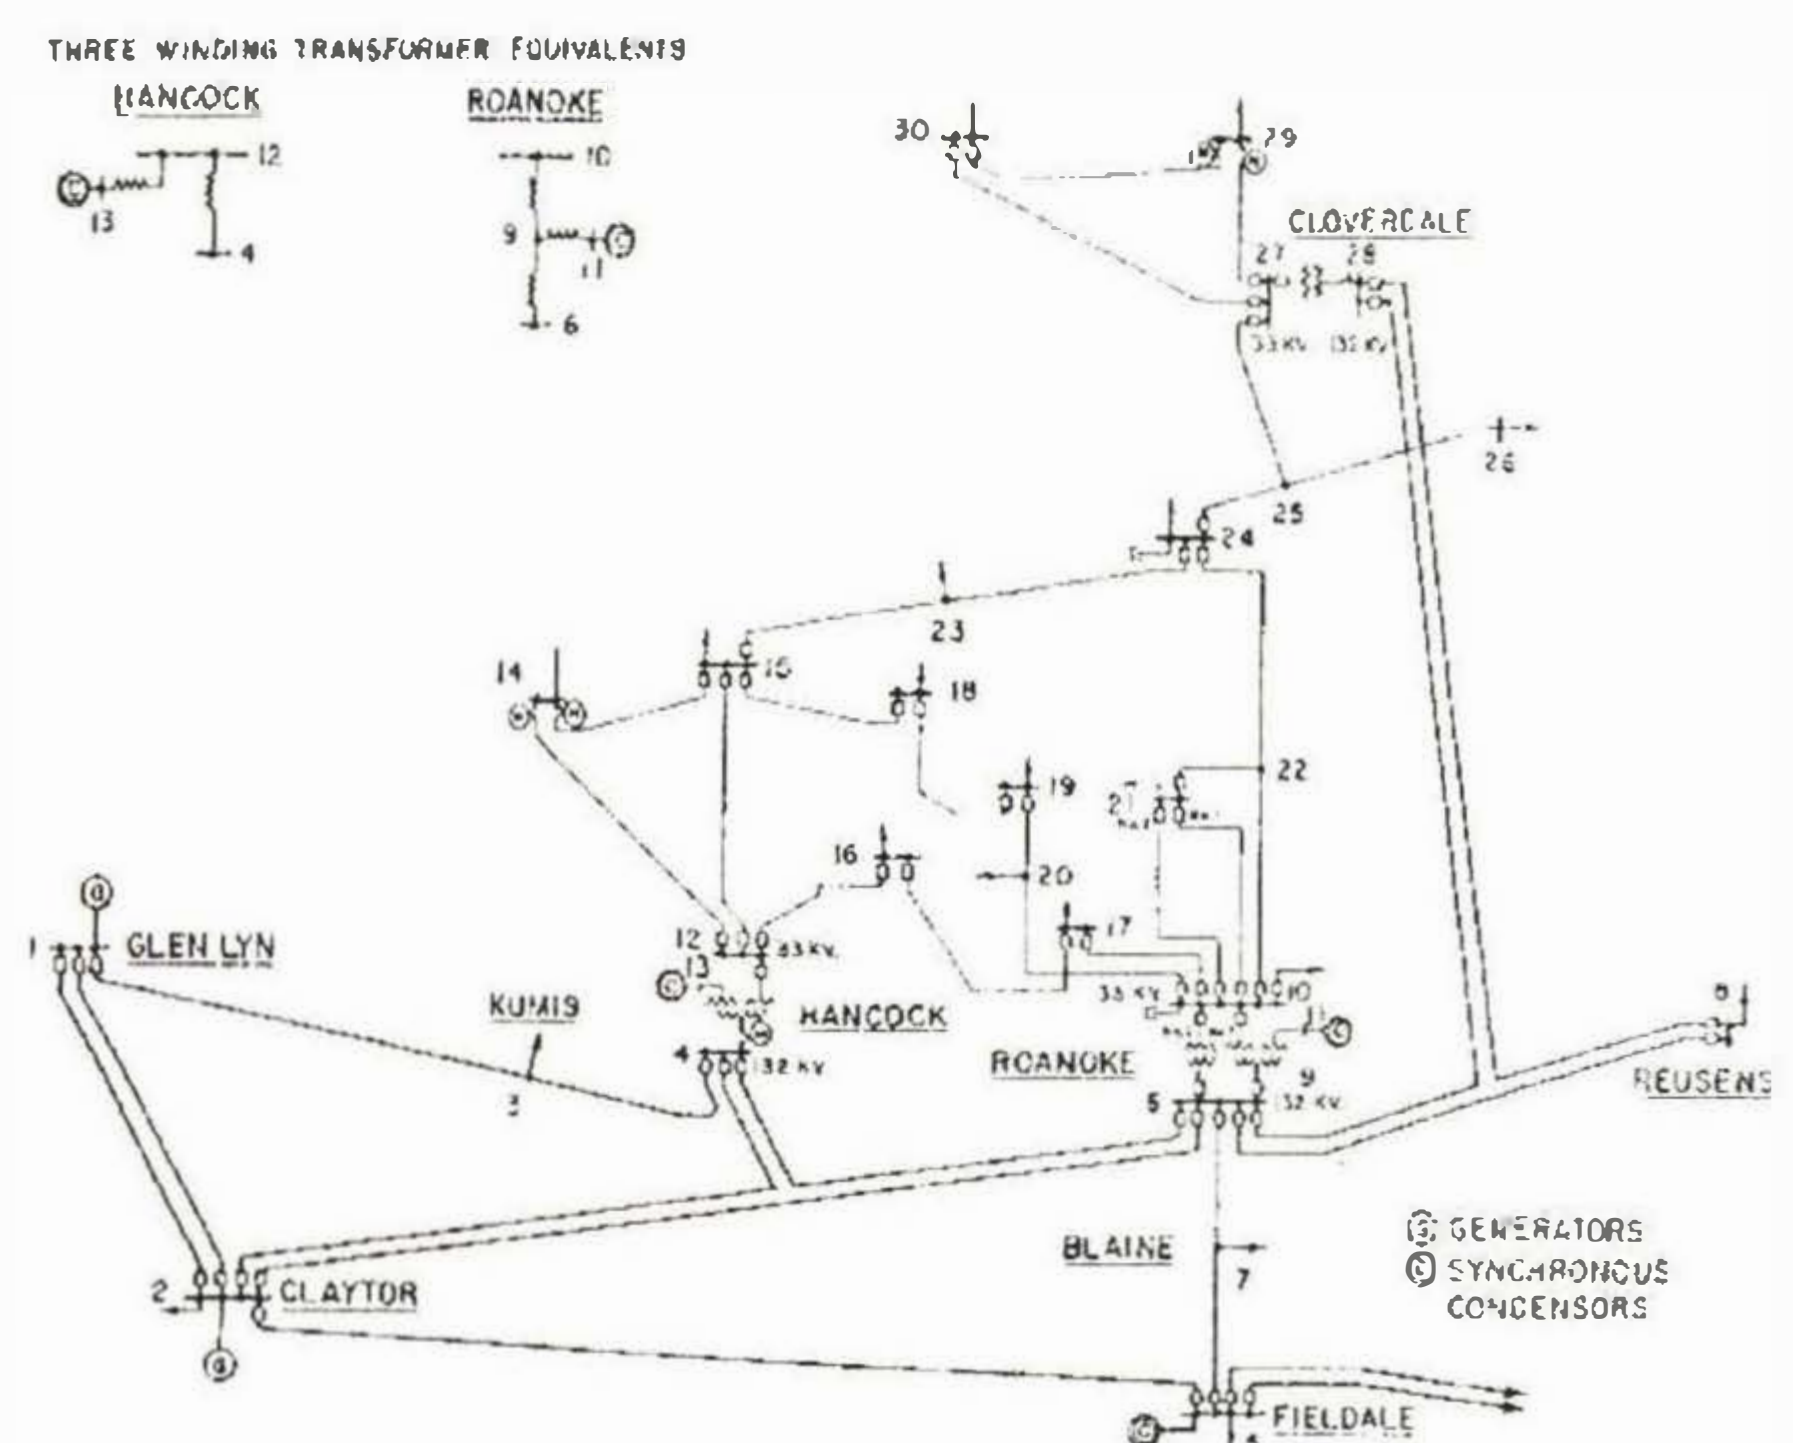 THREE WINDING TRANSFORMER EQUIVALENTS
HANCOCK
ROANOKE
12
13
4
10
9
11
6
30
29
CLOVERDALE
27
28
33 KV
132 KV
26
25
24
23
14
15
18
19
22
21
16
20
17
G
1
GLEN LYN
12
33 KV
13
C
KUMIS
3
HANCOCK
4
132 KV
33 KV
10
11
C
ROANOKE
9
132 KV
8
REUSENS
BLAINE
7
2
CLAYTOR
G
G GENERATORS
C SYNCHRONOUS
CONDENSORS
FIELDALE